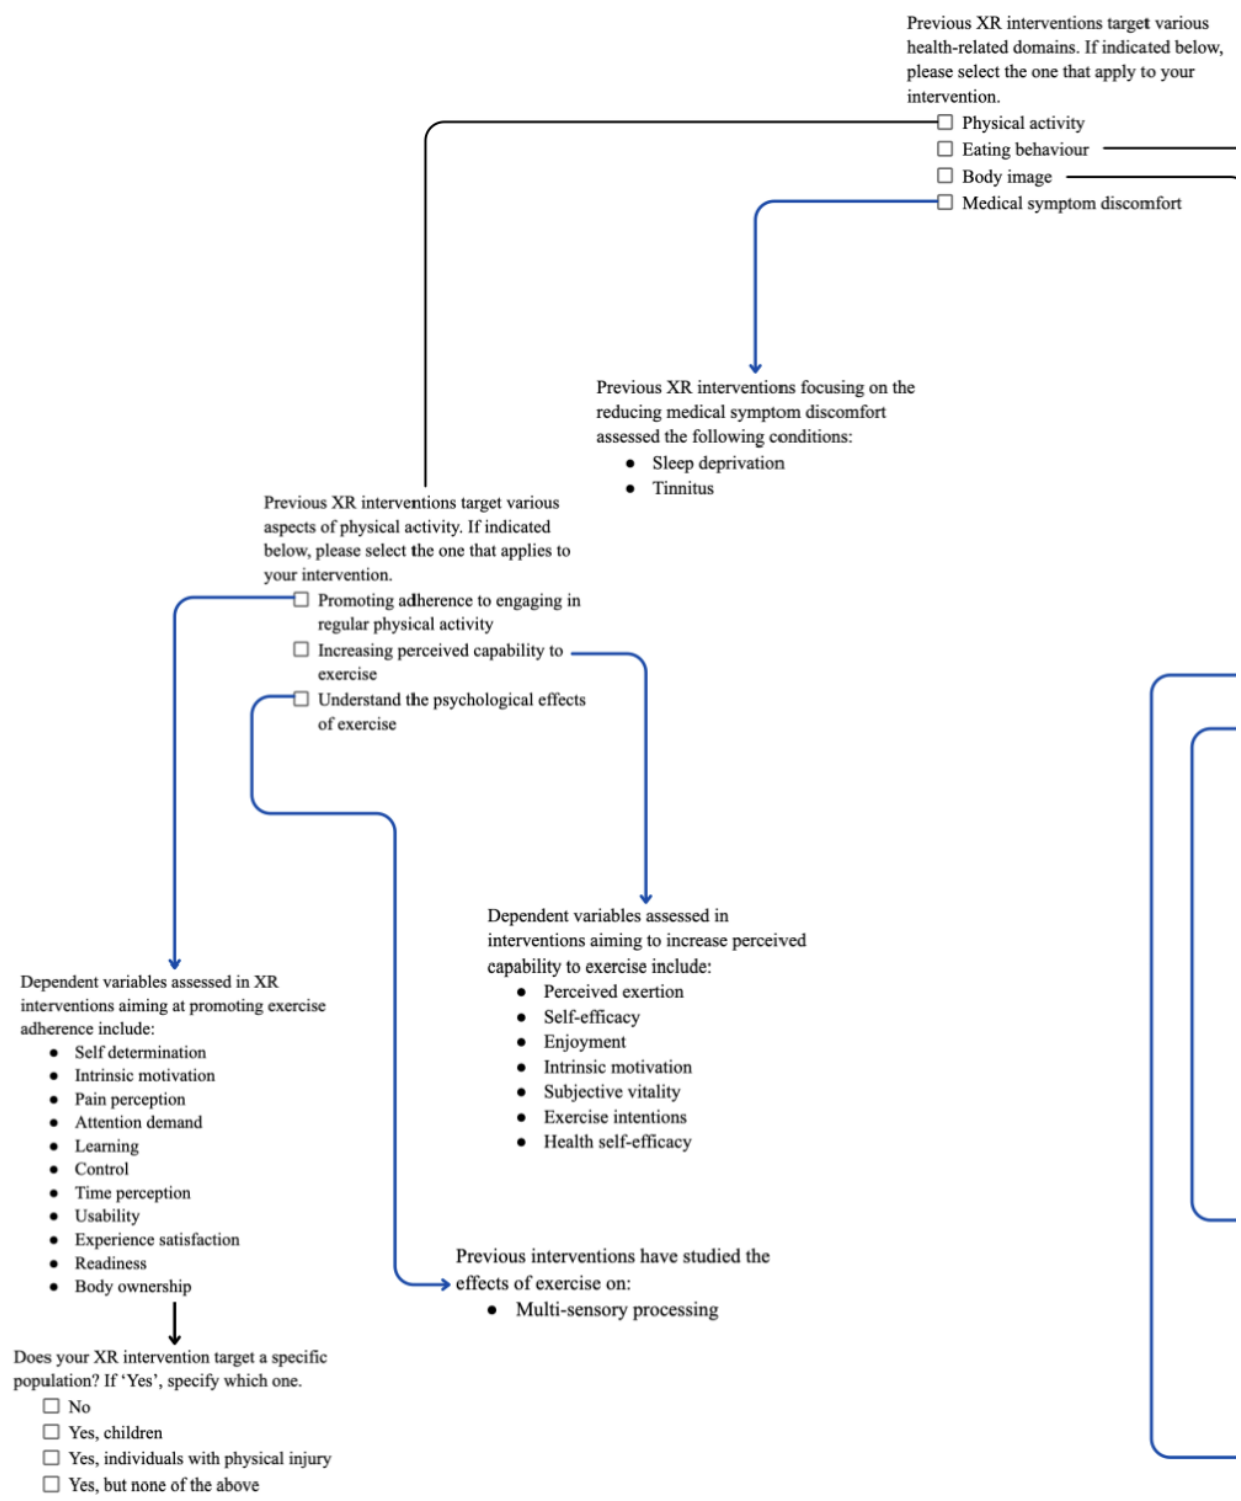 Previous XR interventions target various
health-related domains. If indicated below,
please select the one that apply to your
intervention.
Physical activity
Eating behaviour
Body image
Medical symptom discomfort
Previous XR interventions focusing on the
reducing medical symptom discomfort
assessed the following conditions:
● Sleep deprivation
● Tinnitus
Previous XR interventions target various
aspects of physical activity. If indicated
below, please select the one that applies to
your intervention.
Promoting adherence to engaging in
regular physical activity
Increasing perceived capability to
exercise
Understand the psychological effects
of exercise
Dependent variables assessed in
interventions aiming to increase perceived
capability to exercise include:
● Perceived exertion
● Self-efficacy
● Enjoyment
● Intrinsic motivation
● Subjective vitality
● Exercise intentions
● Health self-efficacy
Dependent variables assessed in XR
interventions aiming at promoting exercise
adherence include:
● Self determination
● Intrinsic motivation
● Pain perception
● Attention demand
● Learning
● Control
● Time perception
● Usability
● Experience satisfaction
● Readiness
● Body ownership
Previous interventions have studied the
effects of exercise on:
● Multi-sensory processing
Does your XR intervention target a specific
population? If ‘Yes’, specify which one.
No
Yes, children
Yes, individuals with physical injury
Yes, but none of the above